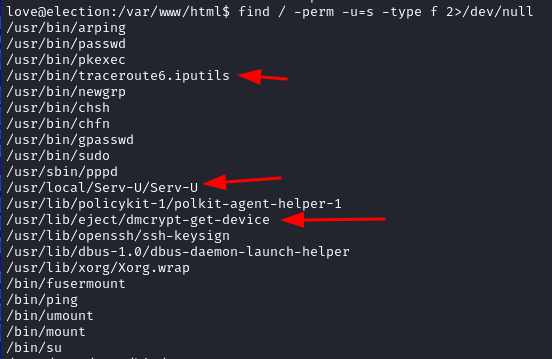 love@election:/var/www/html$ find / -perm -u=s -type f 2>/dev/null
/usr/bin/arping
/usr/bin/passwd
/usr/bin/pkexec
/usr/bin/traceroute6.iputils
/usr/bin/newgrp
/usr/bin/chsh
/usr/bin/chfn
/usr/bin/gpasswd
/usr/bin/sudo
/usr/sbin/pppd
/usr/local/Serv-U/Serv-U
/usr/lib/policykit-1/polkit-agent-helper-1
/usr/lib/eject/dmcrypt-get-device
/usr/lib/openssh/ssh-keysign
/usr/lib/dbus-1.0/dbus-daemon-launch-helper
/usr/lib/xorg/Xorg.wrap
/bin/fusermount
/bin/ping
/bin/umount
/bin/mount
/bin/su